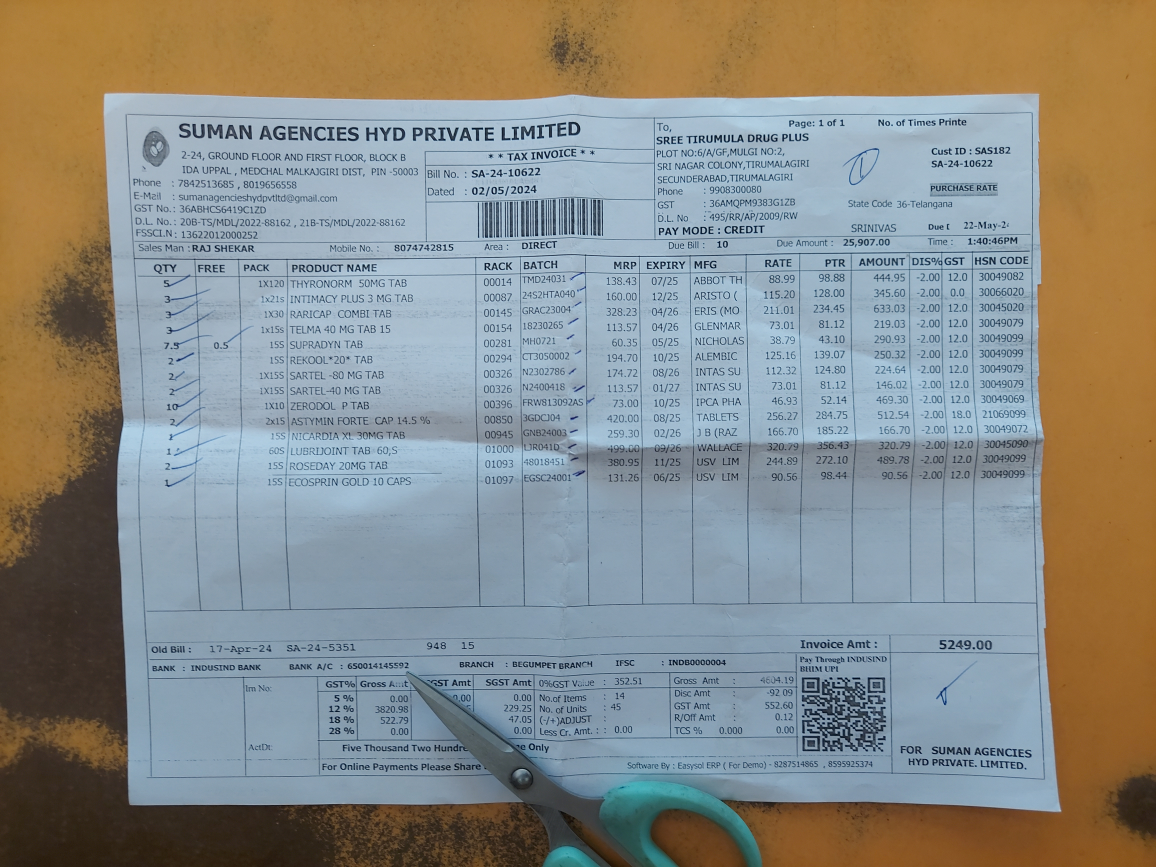 SUMAN AGENCIES HYD PRIVATE LIMITED
2-24, GROUND FLOOR AND FIRST FLOOR, BLOCK B
IDA UPPAL , MEDCHAL MALKAJGIRI DIST, PIN -50003
Phone : 7842513685 , 8019656558
E-Mail : sumanagencieshydpvtltd@gmail.com
GST No.: 36ABHCS6419C1ZD
D.L. No.: 20B-TS/MDL/2022-88162 , 21B-TS/MDL/2022-88162
FSSCI.N : 13622012000252
* * TAX INVOICE * *
Bill No. : SA-24-10622
Dated : 02/05/2024
To, Page: 1 of 1 No. of Times Printe
SREE TIRUMULA DRUG PLUS
PLOT NO:6/A/GF,MULGI NO:2,
SRI NAGAR COLONY,TIRUMALAGIRI
SECUNDERABAD,TIRUMALAGIRI
Phone : 9908300080
GST : 36AMQPM9383G1ZB
D.L. No : 495/RR/AP/2009/RW
PAY MODE : CREDIT
Cust ID : SAS182
SA-24-10622
PURCHASE RATE
State Code 36-Telangana
SRINIVAS Due 22-May-2
Sales Man : RAJ SHEKAR Mobile No. : 8074742815 Area : DIRECT Due Bill : 10 Due Amount : 25,907.00 Time : 1:40:46PM
QTY FREE PACK PRODUCT NAME RACK BATCH MRP EXPIRY MFG RATE PTR AMOUNT DIS% GST HSN CODE
5 1X120 THYRONORM 50MG TAB 00014 TMD24031 138.43 07/25 ABBOT TH 88.99 98.88 444.95 -2.00 12.0 30049082
3 1x21s INTIMACY PLUS 3 MG TAB 00087 24S2HTA040 160.00 12/25 ARISTO ( 115.20 128.00 345.60 -2.00 0.0 30066020
3 1X30 RARICAP COMBI TAB 00145 GRAC23004 328.23 04/26 ERIS (MO 211.01 234.45 633.03 -2.00 12.0 30045020
3 1x15s TELMA 40 MG TAB 15 00154 18230265 113.57 04/26 GLENMAR 73.01 81.12 219.03 -2.00 12.0 30049079
7.5 0.5 15S SUPRADYN TAB 00281 MH0721 60.35 05/25 NICHOLAS 38.79 43.10 290.93 -2.00 12.0 30049099
2 15S REKOOL*20* TAB 00294 CT3050002 194.70 10/25 ALEMBIC 125.16 139.07 250.32 -2.00 12.0 30049099
2 1X15S SARTEL -80 MG TAB 00326 N2302786 174.72 08/26 INTAS SU 112.32 124.80 224.64 -2.00 12.0 30049079
2 1X15S SARTEL-40 MG TAB 00326 N2400418 113.57 01/27 INTAS SU 73.01 81.12 146.02 -2.00 12.0 30049079
10 1X10 ZERODOL P TAB 00396 FRW813092AS 73.00 10/25 IPCA PHA 46.93 52.14 469.30 -2.00 12.0 30049069
2 2x15 ASTYMIN FORTE CAP 14.5 % 00850 3GDCJ04 420.00 08/25 TABLETS 256.27 284.75 512.54 -2.00 18.0 21069099
1 15S NICARDIA XL 30MG TAB 00945 GNB24003 259.30 02/26 J B (RAZ 166.70 185.22 166.70 -2.00 12.0 30049072
1 60S LUBRIJOINT TAB 60,S 01000 LJR0410 499.00 09/26 WALLACE 320.79 356.43 320.79 -2.00 12.0 30045090
2 15S ROSEDAY 20MG TAB 01093 48018451 380.95 11/25 USV LIM 244.89 272.10 489.78 -2.00 12.0 30049099
1 15S ECOSPRIN GOLD 10 CAPS 01097 EGSC24001 131.26 06/25 USV LIM 90.56 98.44 90.56 -2.00 12.0 30049099
Old Bill : 17-Apr-24 SA-24-5351 948 15 Invoice Amt : 5249.00
BANK : INDUSIND BANK BANK A/C : 650014145592 BRANCH : BEGUMPET BRANCH IFSC : INDB0000004
Irn No:
ActDt:
GST% Gross Amt GST Amt SGST Amt
5 % 0.00 0.00 0.00
12 % 3820.98 229.25
18 % 522.79 47.05
28 % 0.00 0.00
0%GST Value : 352.51
No.of Items : 14
No. of Units : 45
(-/+)ADJUST :
Less Cr. Amt. : : 0.00
Gross Amt : 4604.19
Disc Amt : -92.09
GST Amt : 552.60
R/Off Amt : 0.12
TCS % 0.000 0.00
Pay Through INDUSIND
BHIM UPI
Five Thousand Two Only
For Online Payments Please Share
Software By : Easysol ERP ( For Demo) - 8287514865 , 8595925374
FOR SUMAN AGENCIES
HYD PRIVATE. LIMITED.